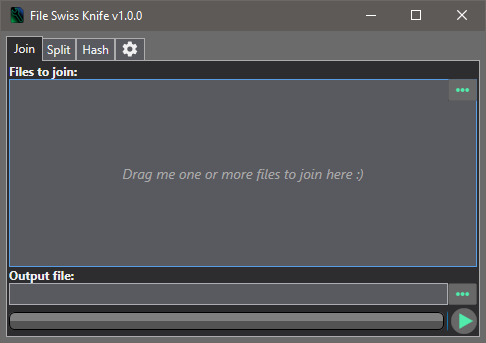 File Swiss Knife v1.0.0
Join Split Hash
Files to join:
Drag me one or more files to join here :)
Output file: